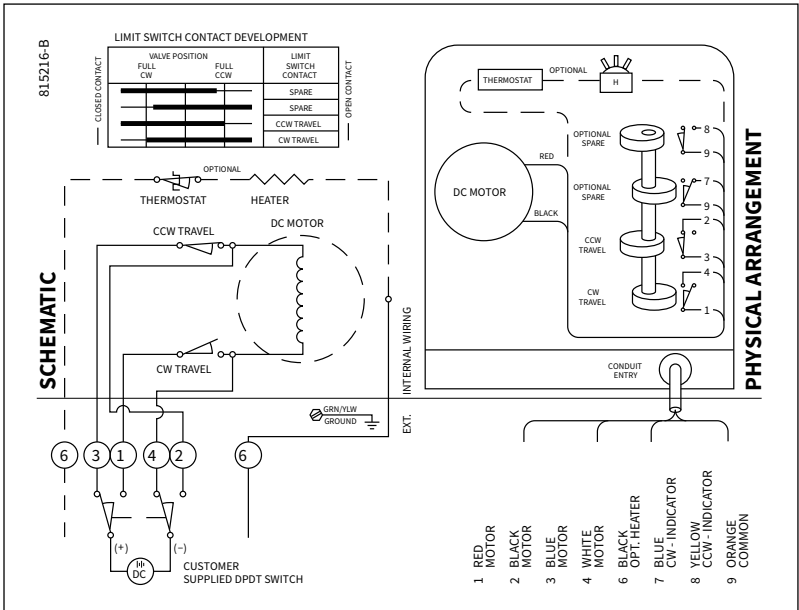 815216-B
LIMIT SWITCH CONTACT DEVELOPMENT
CLOSED CONTACT
VALVE POSITION
FULL
CW
FULL
CCW
LIMIT
SWITCH
CONTACT
SPARE
SPARE
CCW TRAVEL
CW TRAVEL
OPEN CONTACT
SCHEMATIC
OPTIONAL
THERMOSTAT
HEATER
CCW TRAVEL
DC MOTOR
CW TRAVEL
INTERNAL WIRING
EXT.
GRN/YLW
GROUND
6
3
1
4
2
6
(+)
(−)
DC
CUSTOMER
SUPPLIED DPDT SWITCH
PHYSICAL ARRANGEMENT
THERMOSTAT
OPTIONAL
H
DC MOTOR
RED
BLACK
OPTIONAL
SPARE
OPTIONAL
SPARE
CCW
TRAVEL
CW
TRAVEL
8
9
7
9
2
3
4
1
CONDUIT
ENTRY
1 RED
MOTOR
2 BLACK
MOTOR
3 BLUE
MOTOR
4 WHITE
MOTOR
6 BLACK
OPT. HEATER
7 BLUE
CW - INDICATOR
8 YELLOW
CCW - INDICATOR
9 ORANGE
COMMON